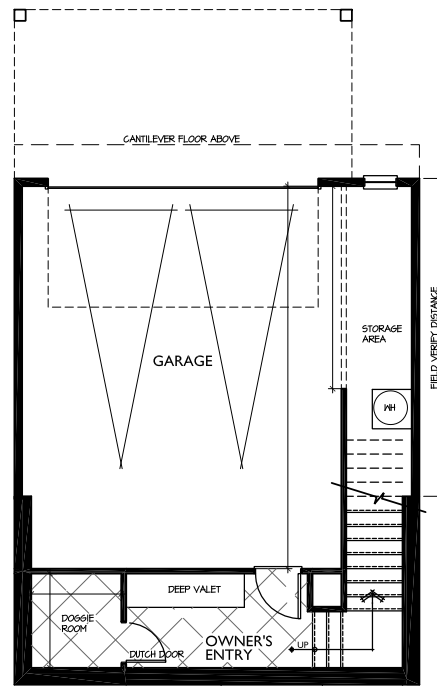 CANTILEVER FLOOR ABOVE
FIELD VERIFY DISTANCE
STORAGE
AREA
GARAGE
WH
DEEP VALET
DOGGIE
ROOM
OWNER'S
ENTRY
UP
DUTCH DOOR